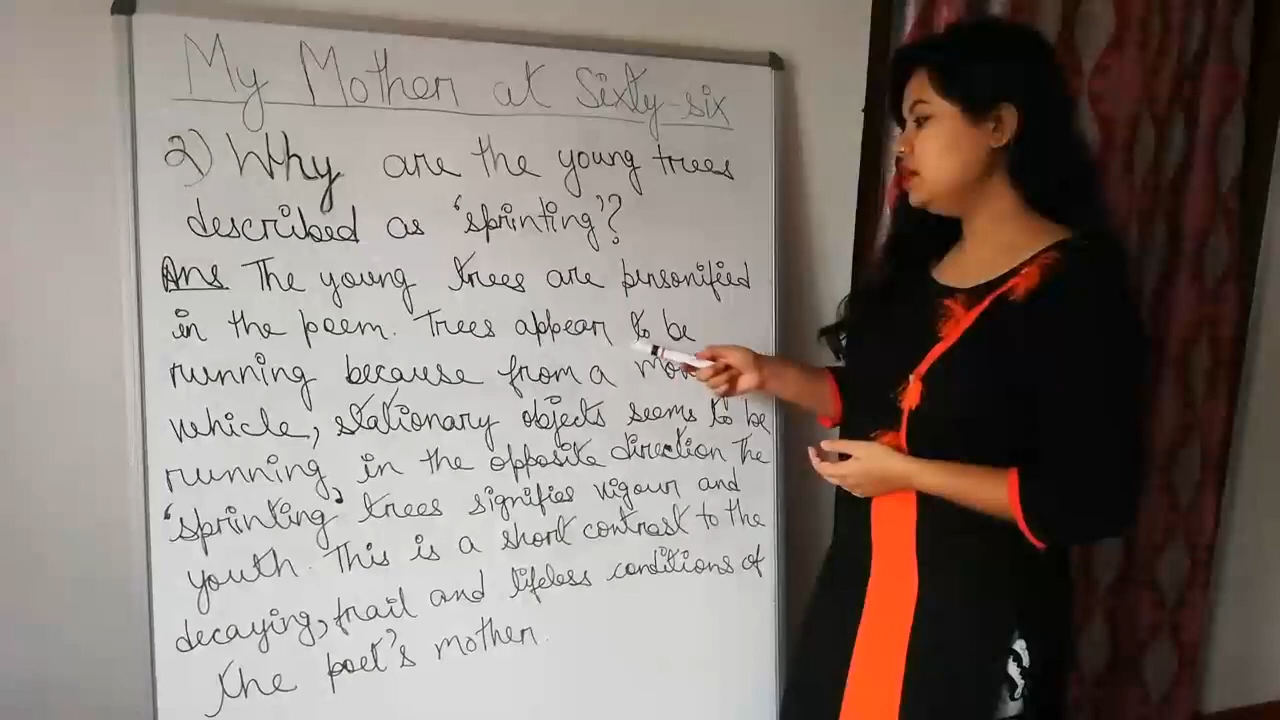 My Mother at Sixty-six
2) Why are the young trees
described as 'sprinting'?
Ans The young trees are personified
in the poem. Trees appear to be
running because from a
vehicle, stationary objects seems to be
running in the opposite direction The
'sprinting' trees signifies vigour and
youth. This is a short contrast to the
decaying, frail and lifeless conditions of
the poet's mother.